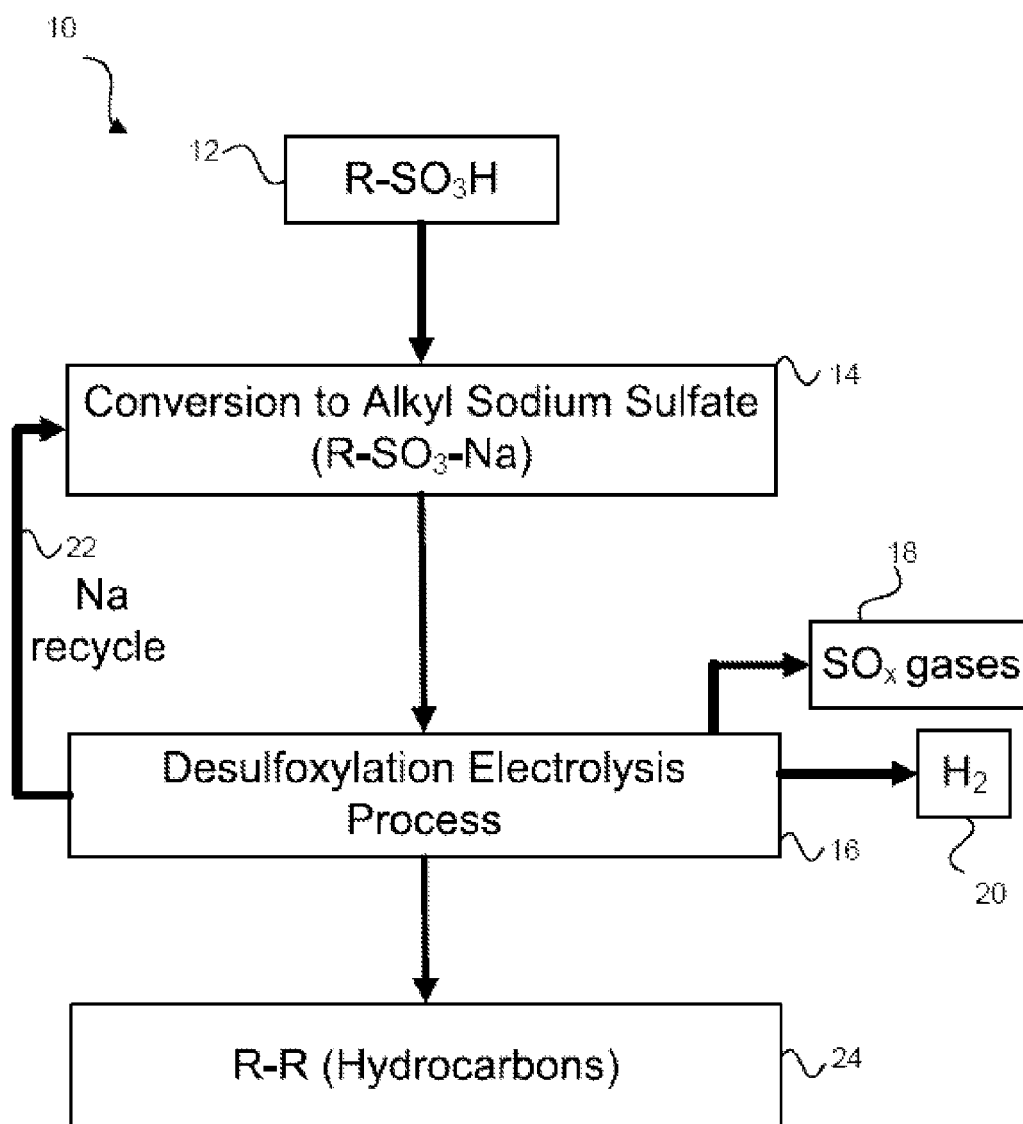 10
12
R-SO₃H
14
Conversion to Alkyl Sodium Sulfate
(R-SO₃-Na)
22
Na
recycle
18
SOₓ gases
Desulfoxylation Electrolysis
Process
16
H₂
20
R-R (Hydrocarbons)
24